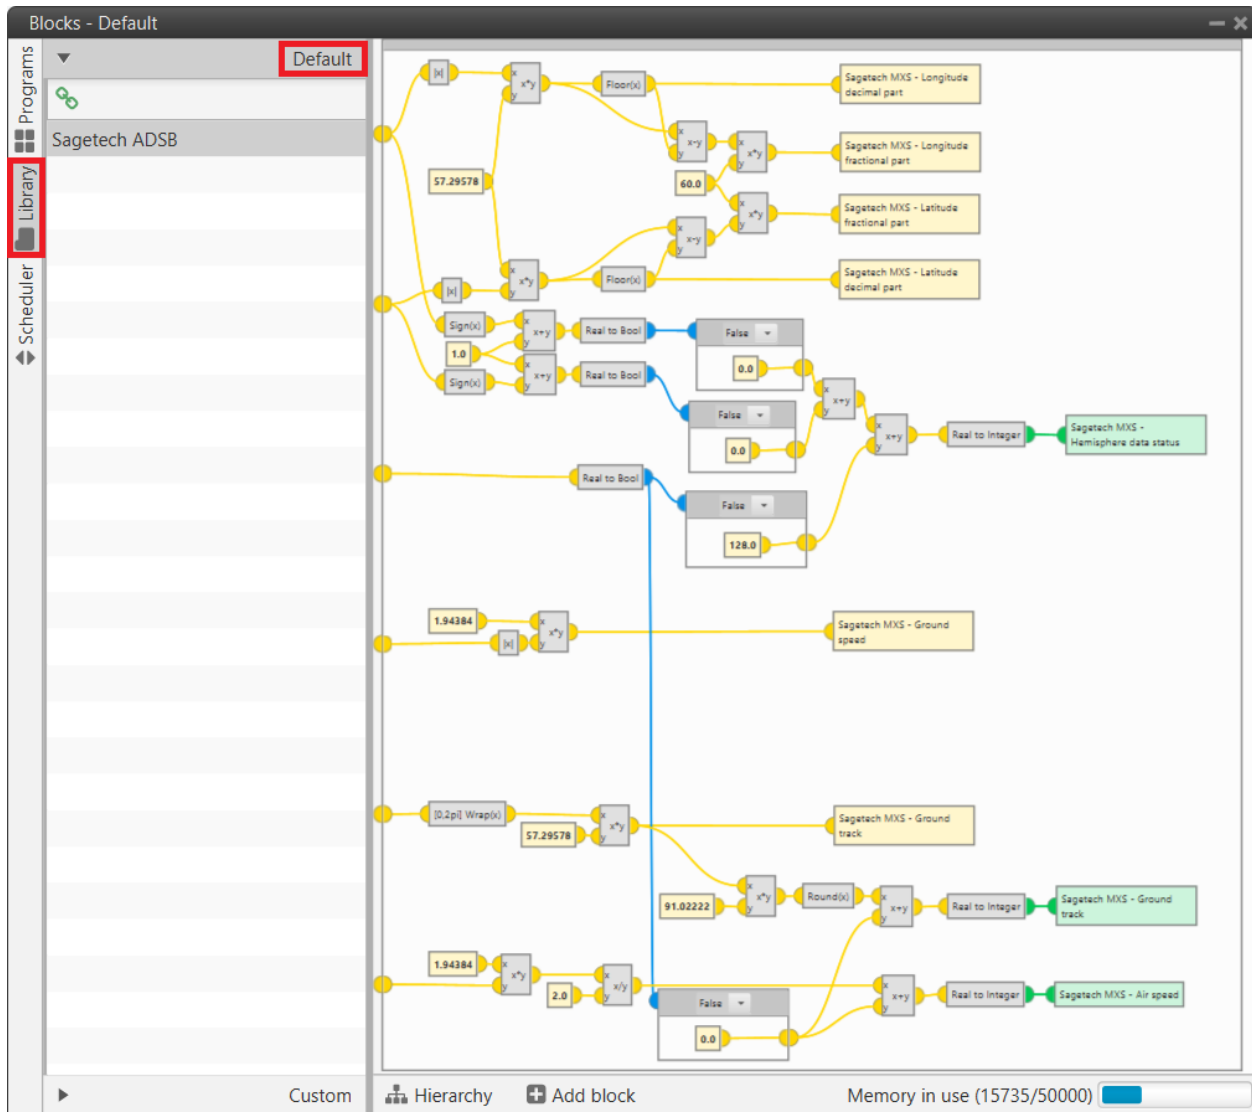 Blocks - Default
Programs
Library
Scheduler
Default
Sagetech ADSB
Custom
|x|
x
y
x*y
Floor(x)
Sagetech MXS - Longitude
decimal part
x
y
x-y
x
y
x*y
Sagetech MXS - Longitude
fractional part
57.29578
60.0
x
y
x*y
Sagetech MXS - Latitude
fractional part
x
y
x-y
x
y
x*y
Floor(x)
Sagetech MXS - Latitude
decimal part
|x|
Sign(x)
x
y
x+y
Real to Bool
False
1.0
0.0
Sign(x)
x
y
x+y
Real to Bool
x
y
x+y
False
0.0
x
y
x+y
Real to Integer
Sagetech MXS -
Hemisphere data status
Real to Bool
False
128.0
1.94384
|x|
x
y
x*y
Sagetech MXS - Ground
speed
[0,2pi] Wrap(x)
57.29578
x
y
x*y
Sagetech MXS - Ground
track
91.02222
x
y
x*y
Round(x)
x
y
x+y
Real to Integer
Sagetech MXS - Ground
track
1.94384
x
y
x*y
2.0
x
y
x/y
False
0.0
x
y
x+y
Real to Integer
Sagetech MXS - Air speed
Hierarchy
Add block
Memory in use (15735/50000)